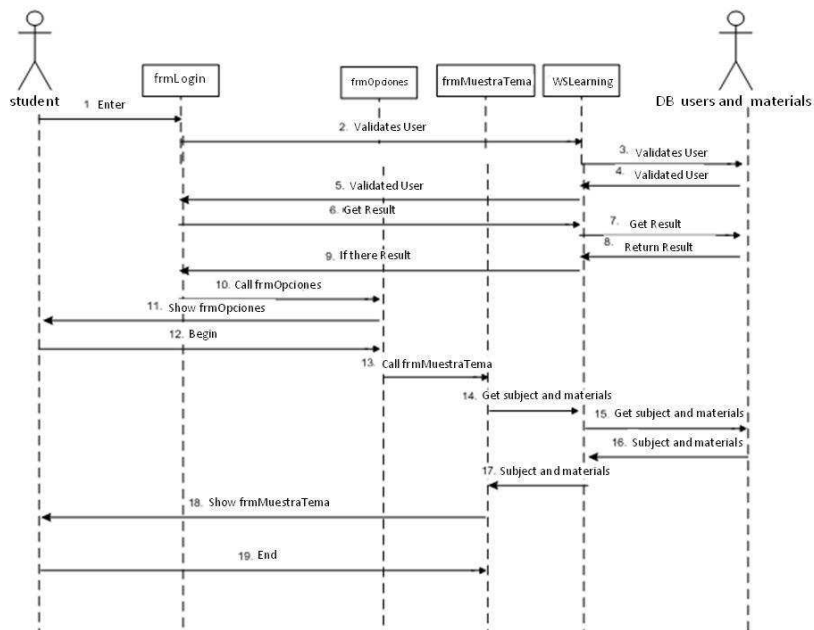 frmLogin
frmOpciones
frmMuestraTema
WSLearning
student
DB users and materials
1 Enter
2. Validates User
3. Validates User
4. Validated User
5. Validated User
6. Get Result
7. Get Result
8. Return Result
9. If there Result
10. Call frmOpciones
11. Show frmOpciones
12. Begin
13. Call frmMuestraTema
14. Get subject and materials
15. Get subject and materials
16. Subject and materials
17. Subject and materials
18. Show frmMuestraTema
19. End